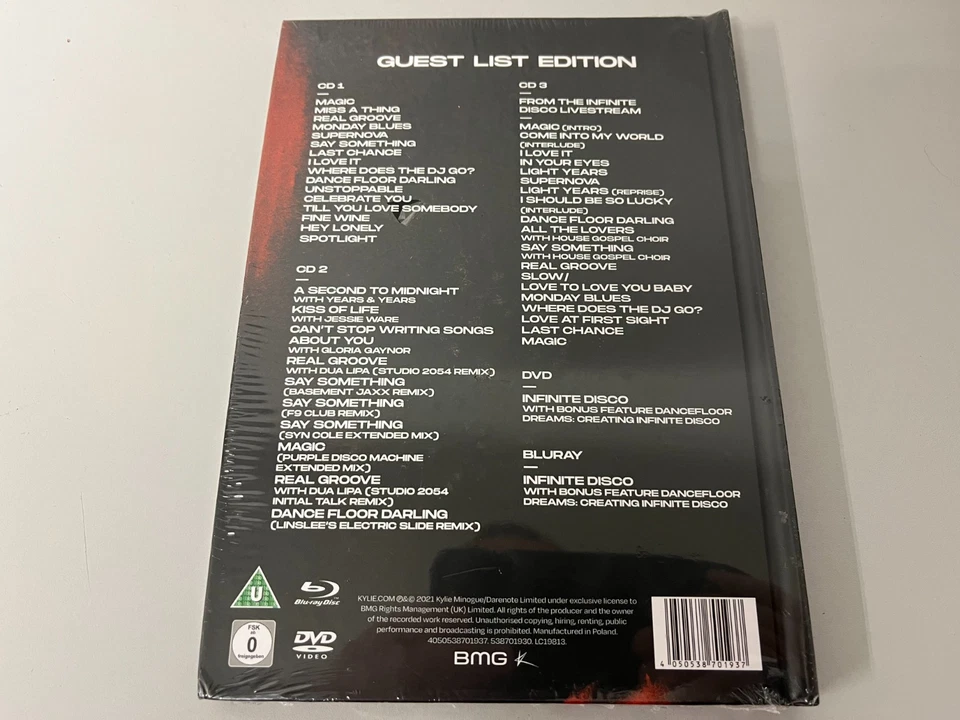 GUEST LIST EDITION
CD 1
MAGIC
MISS A THING
REAL GROOVE
MONDAY BLUES
SUPERNOVA
SAY SOMETHING
LAST CHANCE
I LOVE IT
WHERE DOES THE DJ GO?
DANCE FLOOR DARLING
UNSTOPPABLE
CELEBRATE YOU
TILL YOU LOVE SOMEBODY
FINE WINE
HEY LONELY
SPOTLIGHT
CD 2
A SECOND TO MIDNIGHT
WITH YEARS & YEARS
KISS OF LIFE
WITH JESSIE WARE
CAN'T STOP WRITING SONGS
ABOUT YOU
WITH GLORIA GAYNOR
REAL GROOVE
WITH DUA LIPA (STUDIO 2054 REMIX)
SAY SOMETHING
(BASEMENT JAXX REMIX)
SAY SOMETHING
(F9 CLUB REMIX)
SAY SOMETHING
(SYN COLE EXTENDED MIX)
MAGIC
(PURPLE DISCO MACHINE
EXTENDED MIX)
REAL GROOVE
WITH DUA LIPA (STUDIO 2054
INITIAL TALK REMIX)
DANCE FLOOR DARLING
(LINSLEE'S ELECTRIC SLIDE REMIX)
CD 3
FROM THE INFINITE
DISCO LIVESTREAM
MAGIC (INTRO)
COME INTO MY WORLD
(INTERLUDE)
I LOVE IT
IN YOUR EYES
LIGHT YEARS
SUPERNOVA
LIGHT YEARS (REPRISE)
I SHOULD BE SO LUCKY
(INTERLUDE)
DANCE FLOOR DARLING
ALL THE LOVERS
WITH HOUSE GOSPEL CHOIR
SAY SOMETHING
WITH HOUSE GOSPEL CHOIR
REAL GROOVE
SLOW/
LOVE TO LOVE YOU BABY
MONDAY BLUES
WHERE DOES THE DJ GO?
LOVE AT FIRST SIGHT
LAST CHANCE
MAGIC
DVD
INFINITE DISCO
WITH BONUS FEATURE DANCEFLOOR
DREAMS: CREATING INFINITE DISCO
BLURAY
INFINITE DISCO
WITH BONUS FEATURE DANCEFLOOR
DREAMS: CREATING INFINITE DISCO
U
Blu-ray Disc
FSK
ab
0
freigegeben
DVD
VIDEO
KYLIE.COM ℗&© 2021 Kylie Minogue/Darenote Limited under exclusive license to
BMG Rights Management (UK) Limited. All rights of the producer and the owner
of the recorded work reserved. Unauthorised copying, hiring, renting, public
performance and broadcasting is prohibited. Manufactured in Poland.
4050538701937. 538701930. LC19813.
BMG K
4 050538 701937